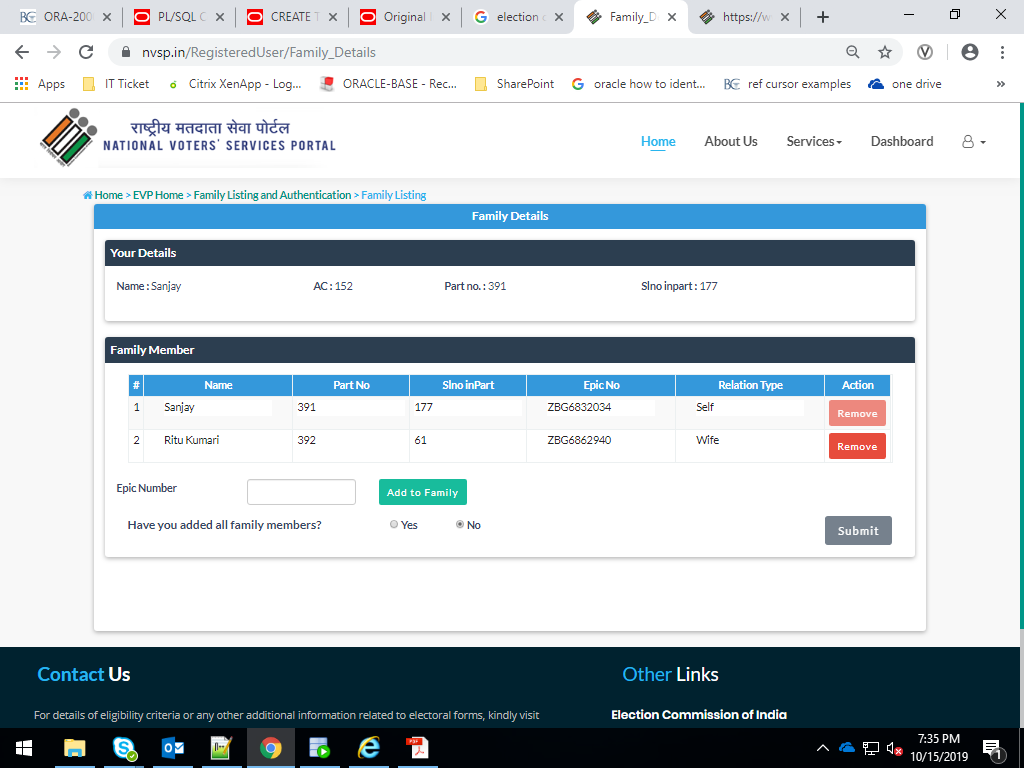 ORA-200 PL/SQL C CREATE T Original election c Family_D https://w
nvsp.in/RegisteredUser/Family_Details
Apps IT Ticket Citrix XenApp - Log... ORACLE-BASE - Rec... SharePoint oracle how to ident... BC ref cursor examples one drive »
राष्ट्रीय मतदाता सेवा पोर्टल
NATIONAL VOTERS' SERVICES PORTAL
Home About Us Services Dashboard
Home > EVP Home > Family Listing and Authentication > Family Listing
Family Details
Your Details
Name : Sanjay AC : 152 Part no. : 391 Slno inpart : 177
Family Member
# Name Part No Slno inPart Epic No Relation Type Action
1 Sanjay 391 177 ZBG6832034 Self Remove
2 Ritu Kumari 392 61 ZBG6862940 Wife Remove
Epic Number Add to Family
Have you added all family members? Yes No
Submit
Contact Us Other Links
For details of eligibility criteria or any other additional information related to electoral forms, kindly visit
Election Commission of India
7:35 PM
10/15/2019
1